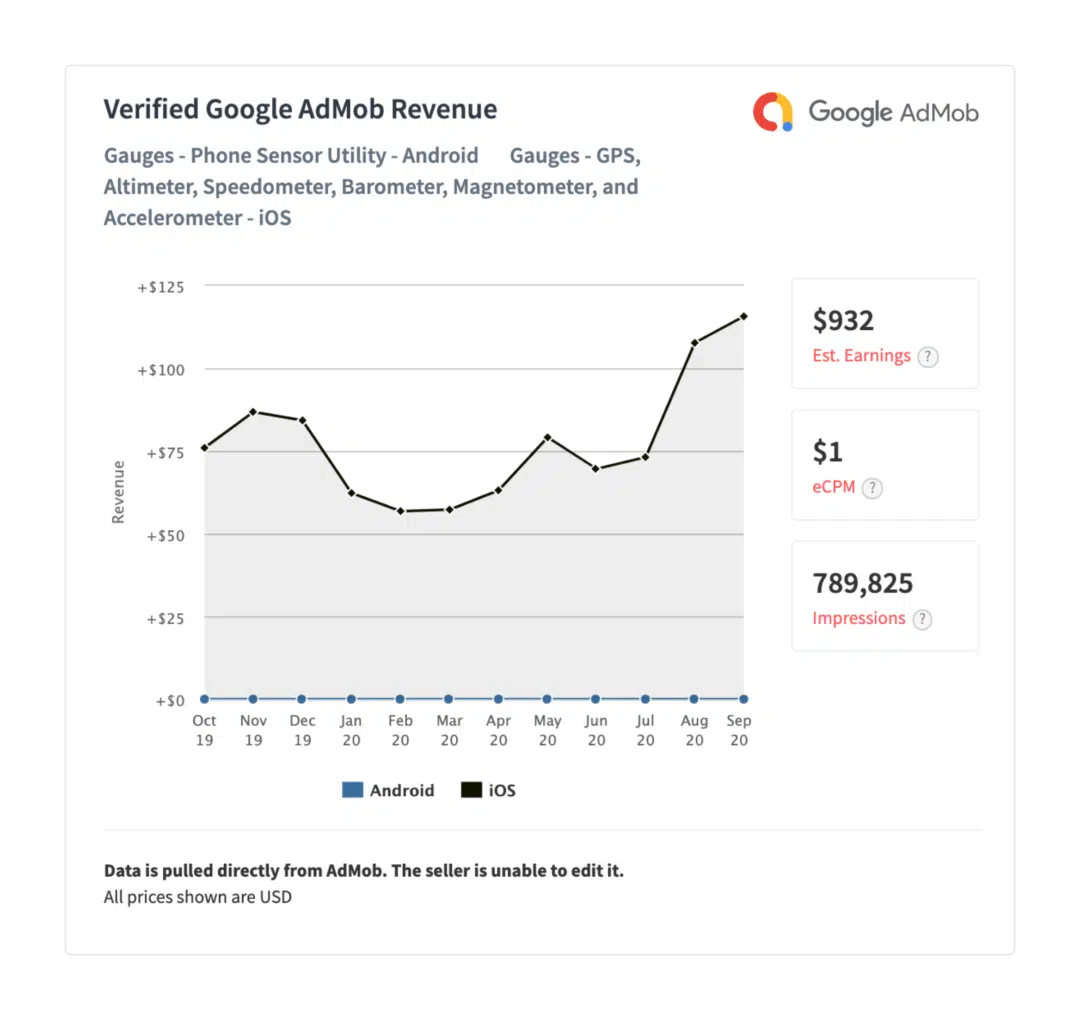 Verified Google AdMob Revenue
Google AdMob
Gauges - Phone Sensor Utility - Android Gauges - GPS,
Altimeter, Speedometer, Barometer, Magnetometer, and
Accelerometer - iOS
+$125
+$100
+$75
+$50
+$25
+$0
Revenue
Oct Nov Dec Jan Feb Mar Apr May Jun Jul Aug Sep
19 19 19 20 20 20 20 20 20 20 20 20
Android iOS
$932
Est. Earnings ?
$1
eCPM ?
789,825
Impressions ?
Data is pulled directly from AdMob. The seller is unable to edit it.
All prices shown are USD